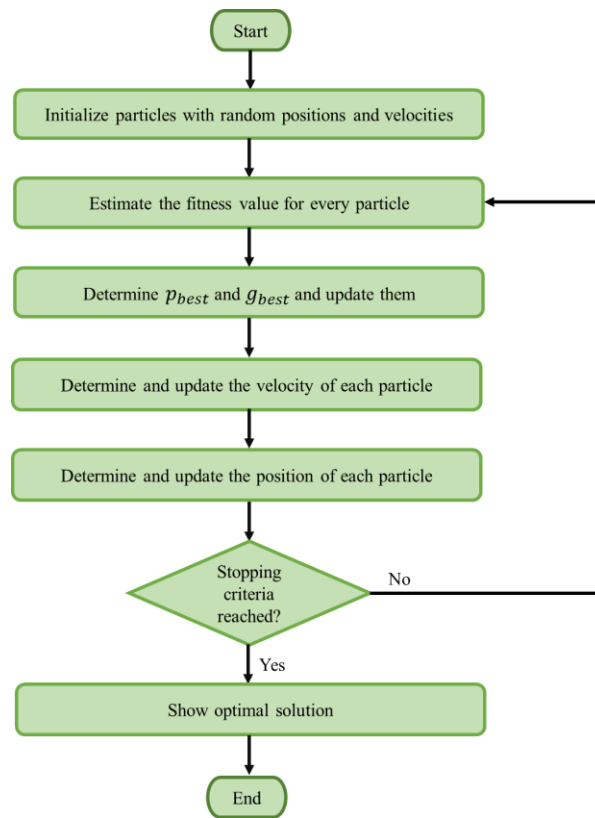 Start
Initialize particles with random positions and velocities
Estimate the fitness value for every particle
Determine p_best and g_best and update them
Determine and update the velocity of each particle
Determine and update the position of each particle
Stopping
criteria
reached?
No
Yes
Show optimal solution
End